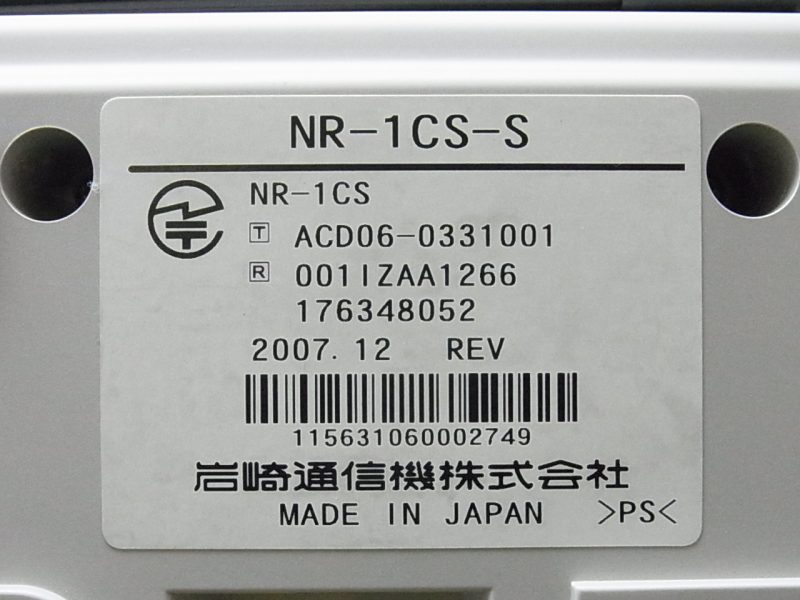 NR-1CS-S
NR-1CS
T ACD06-0331001
R 001IZAA1266
176348052
2007.12 REV
115631060002749
岩崎通信機株式会社
MADE IN JAPAN >PS<